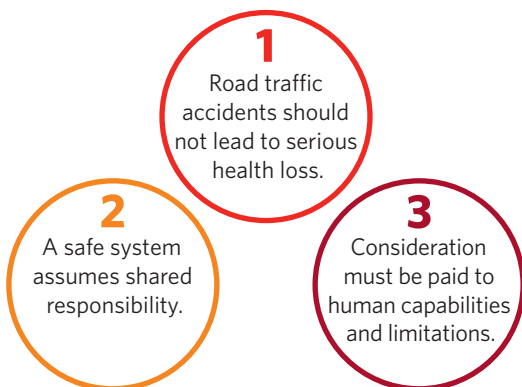 1
Road traffic
accidents should
not lead to serious
health loss.
2
A safe system
assumes shared
responsibility.
3
Consideration
must be paid to
human capabilities
and limitations.